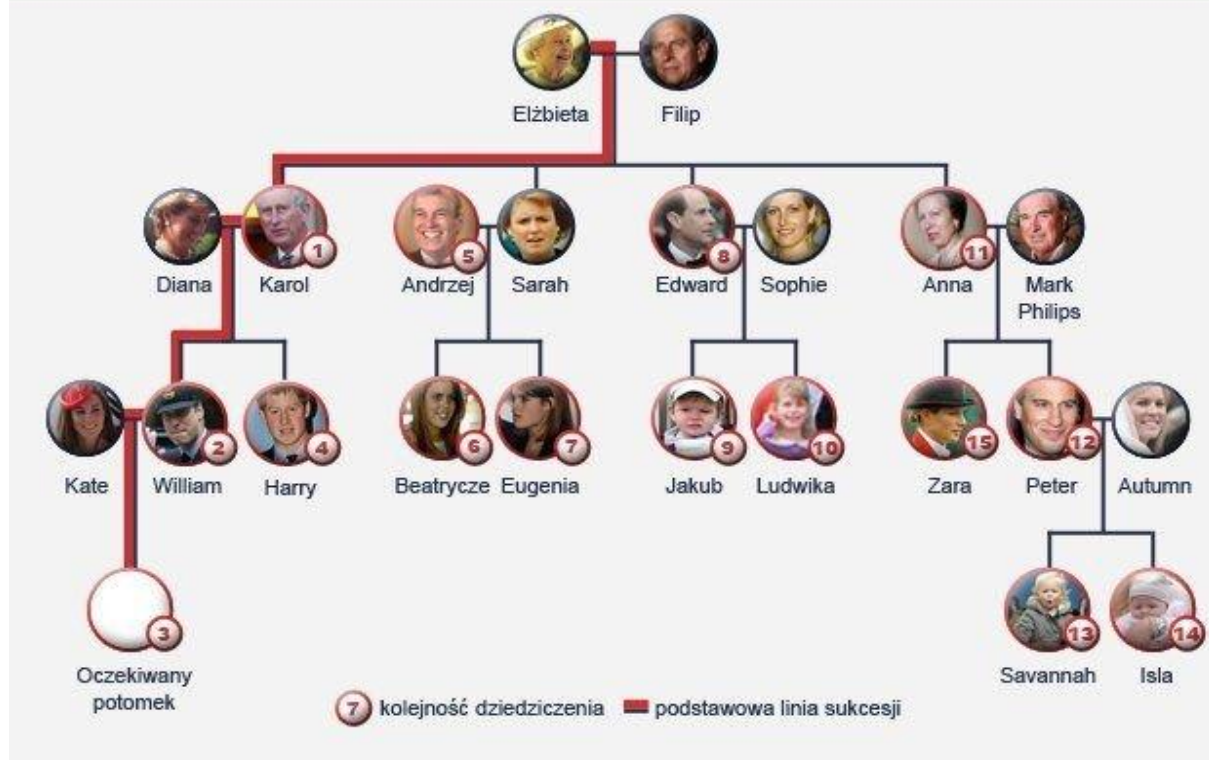 Elżbieta Filip
1
5
8
11
Diana Karol Andrzej Sarah Edward Sophie Anna Mark
Philips
2
4
6
7
9
10
15
12
Kate William Harry Beatrycze Eugenia Jakub Ludwika Zara Peter Autumn
3
13
14
Oczekiwany
potomek
Savannah Isla
7 kolejność dziedziczenia podstawowa linia sukcesji